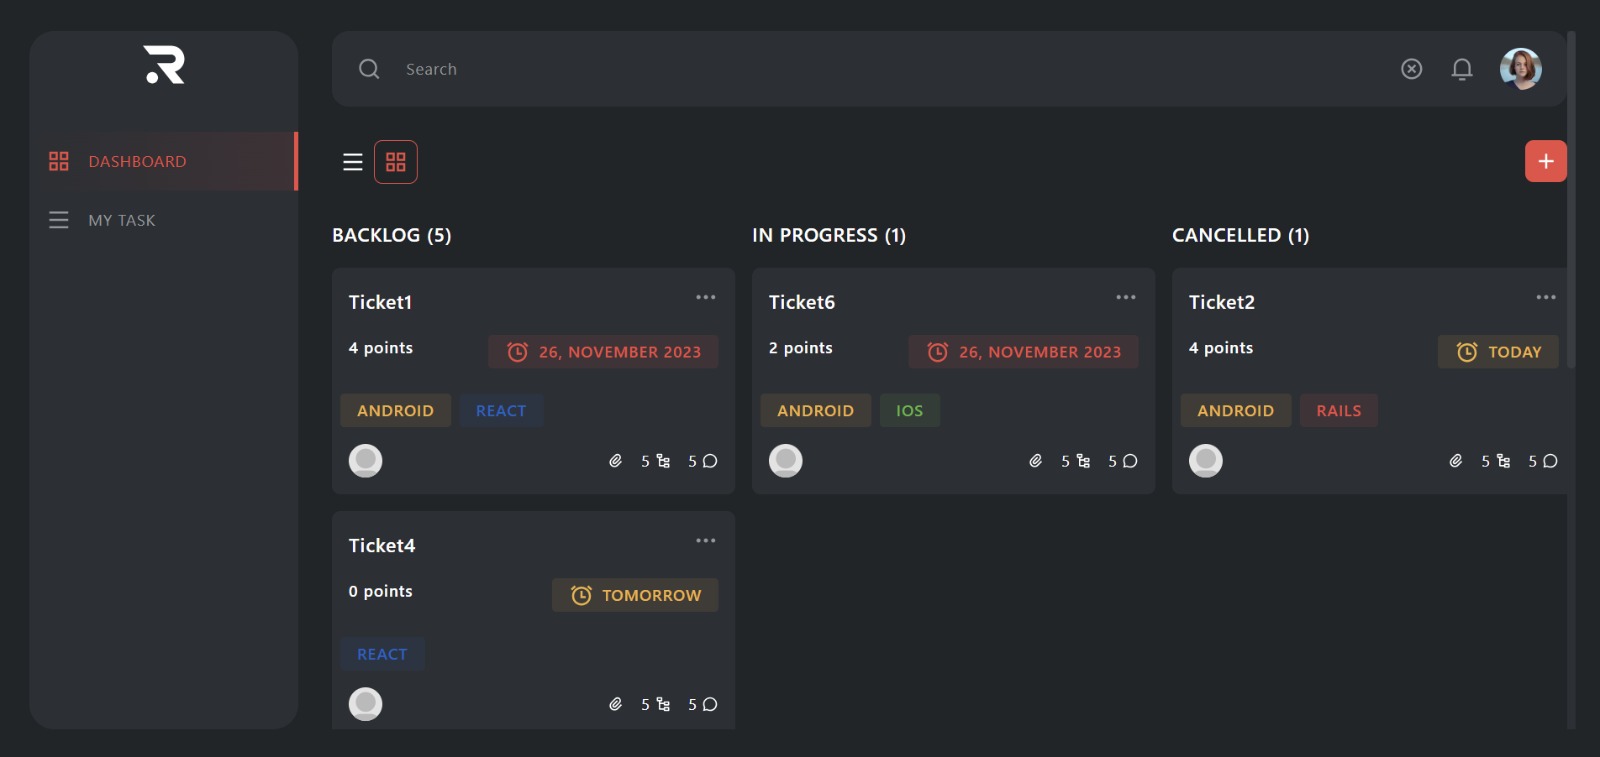 Search
DASHBOARD
MY TASK
BACKLOG (5)
Ticket1
4 points
26, NOVEMBER 2023
ANDROID REACT
5 5
Ticket4
0 points
TOMORROW
REACT
5 5
IN PROGRESS (1)
Ticket6
2 points
26, NOVEMBER 2023
ANDROID IOS
5 5
CANCELLED (1)
Ticket2
4 points
TODAY
ANDROID RAILS
5 5